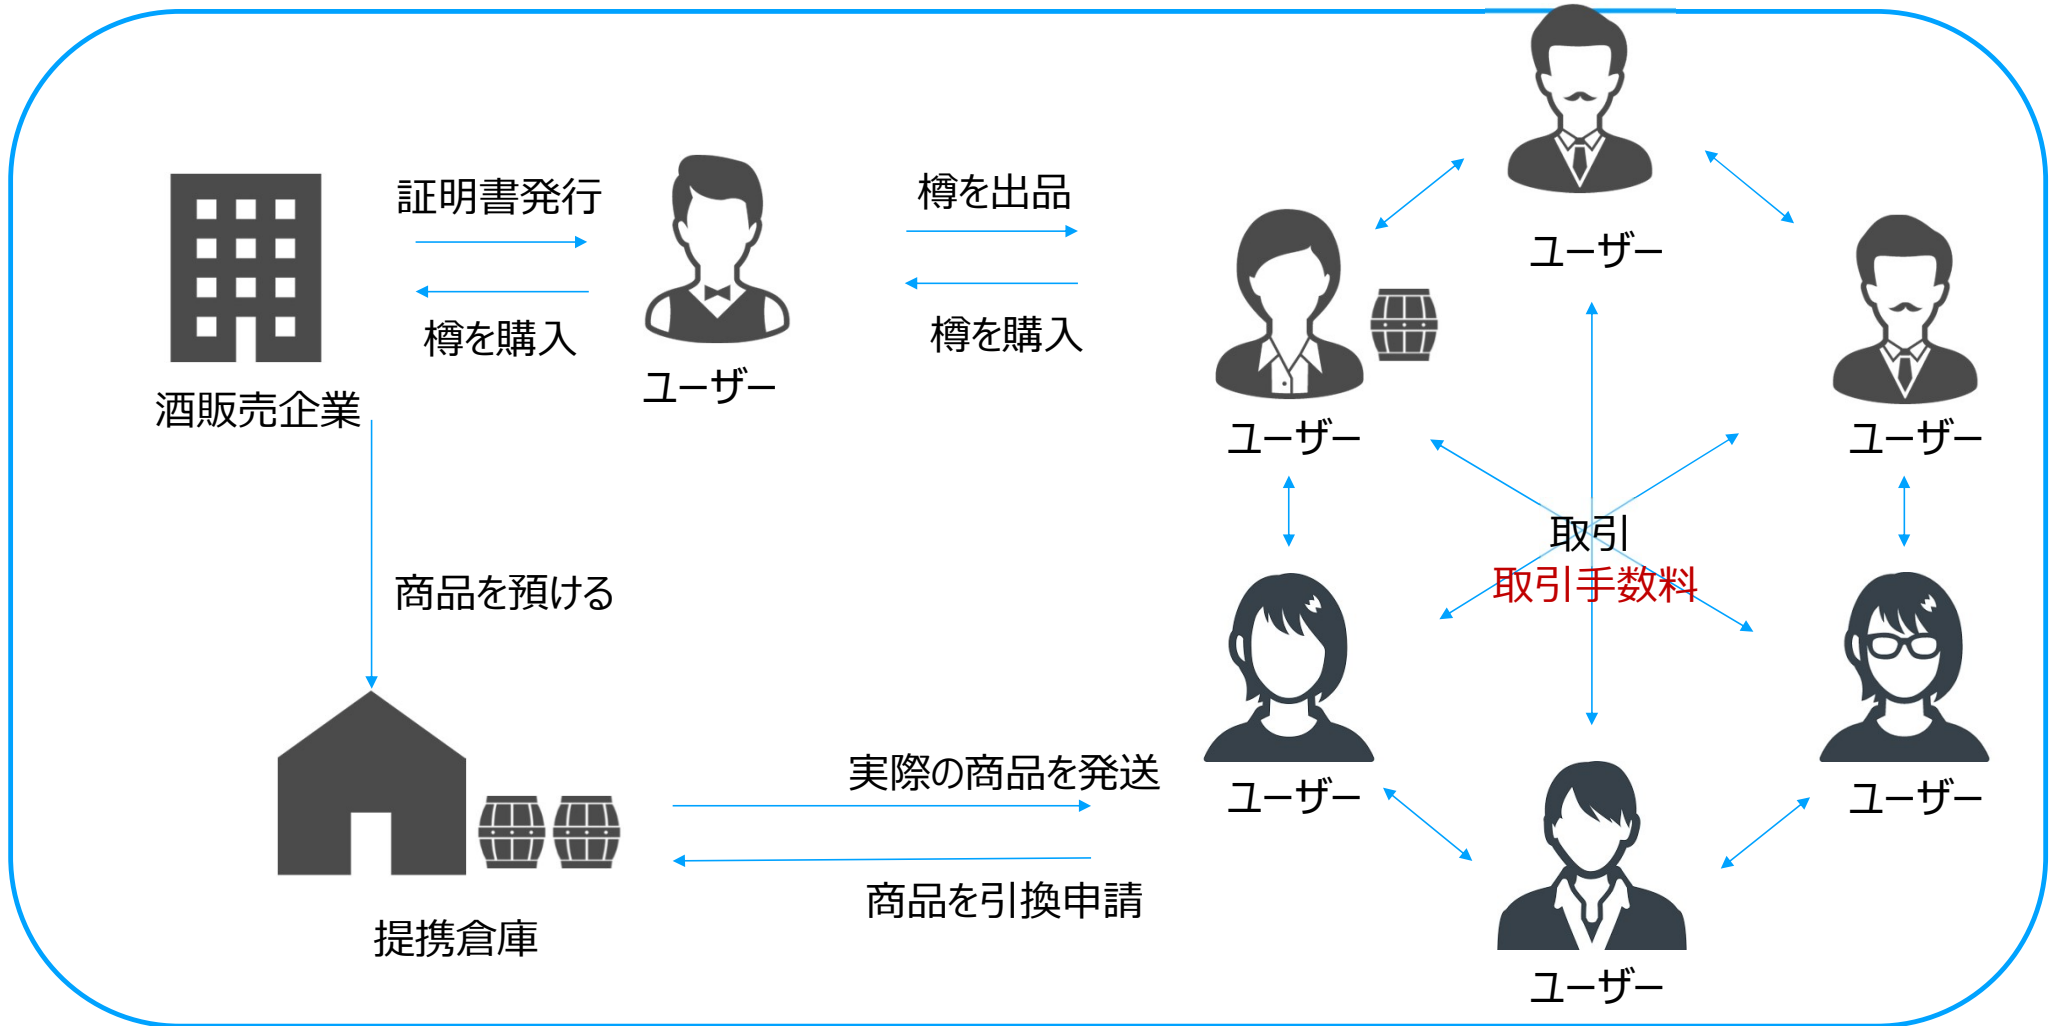 証明書発行
樽を購入
酒販売企業
ユーザー
樽を出品
樽を購入
ユーザー
ユーザー
ユーザー
取引
取引手数料
商品を預ける
実際の商品を発送
商品を引換申請
提携倉庫
ユーザー
ユーザー
ユーザー